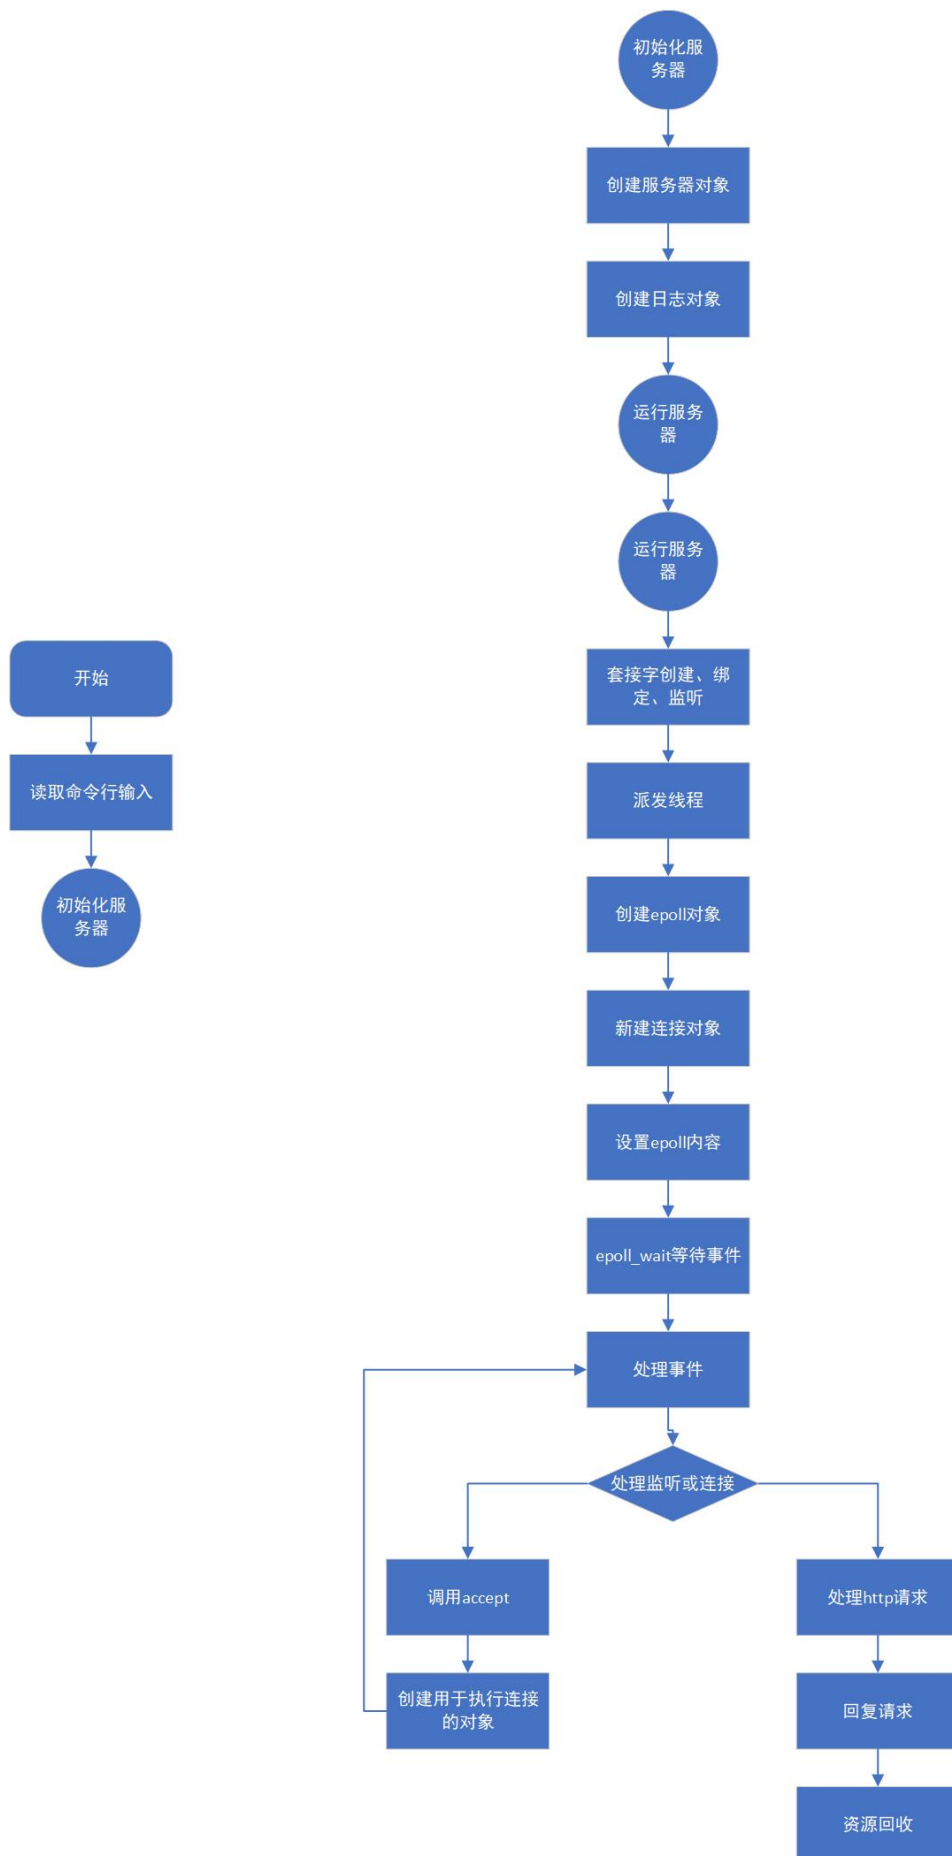 初始化服
务器
创建服务器对象
创建日志对象
运行服务
器
运行服务
器
套接字创建、绑
定、监听
派发线程
创建epoll对象
新建连接对象
设置epoll内容
epoll_wait等待事件
处理事件
处理监听或连接
调用accept
创建用于执行连接
的对象
处理http请求
回复请求
资源回收
开始
读取命令行输入
初始化服
务器